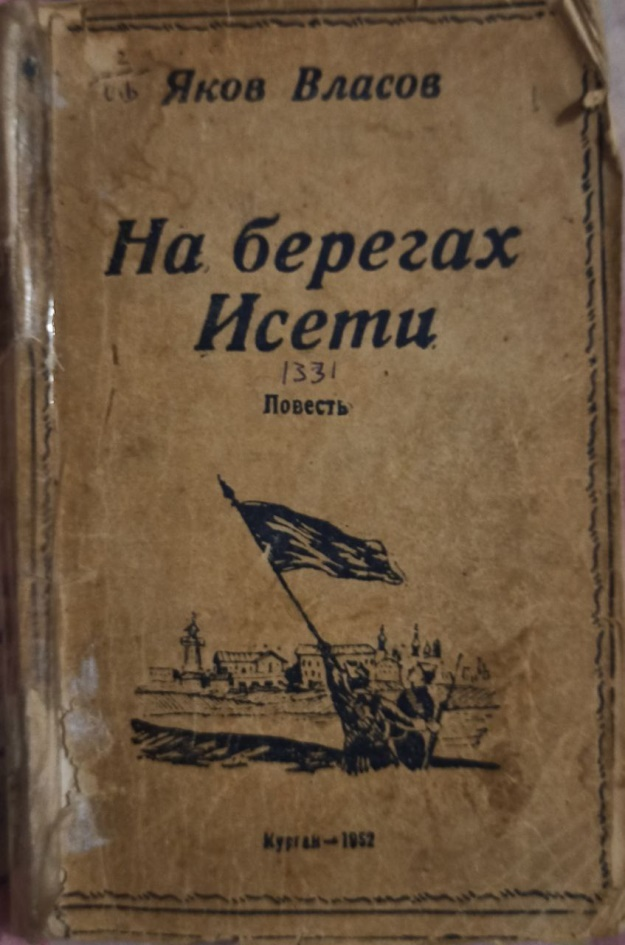 Яков Власов
На берегах
Исети
1331
Повесть
Курган—1952